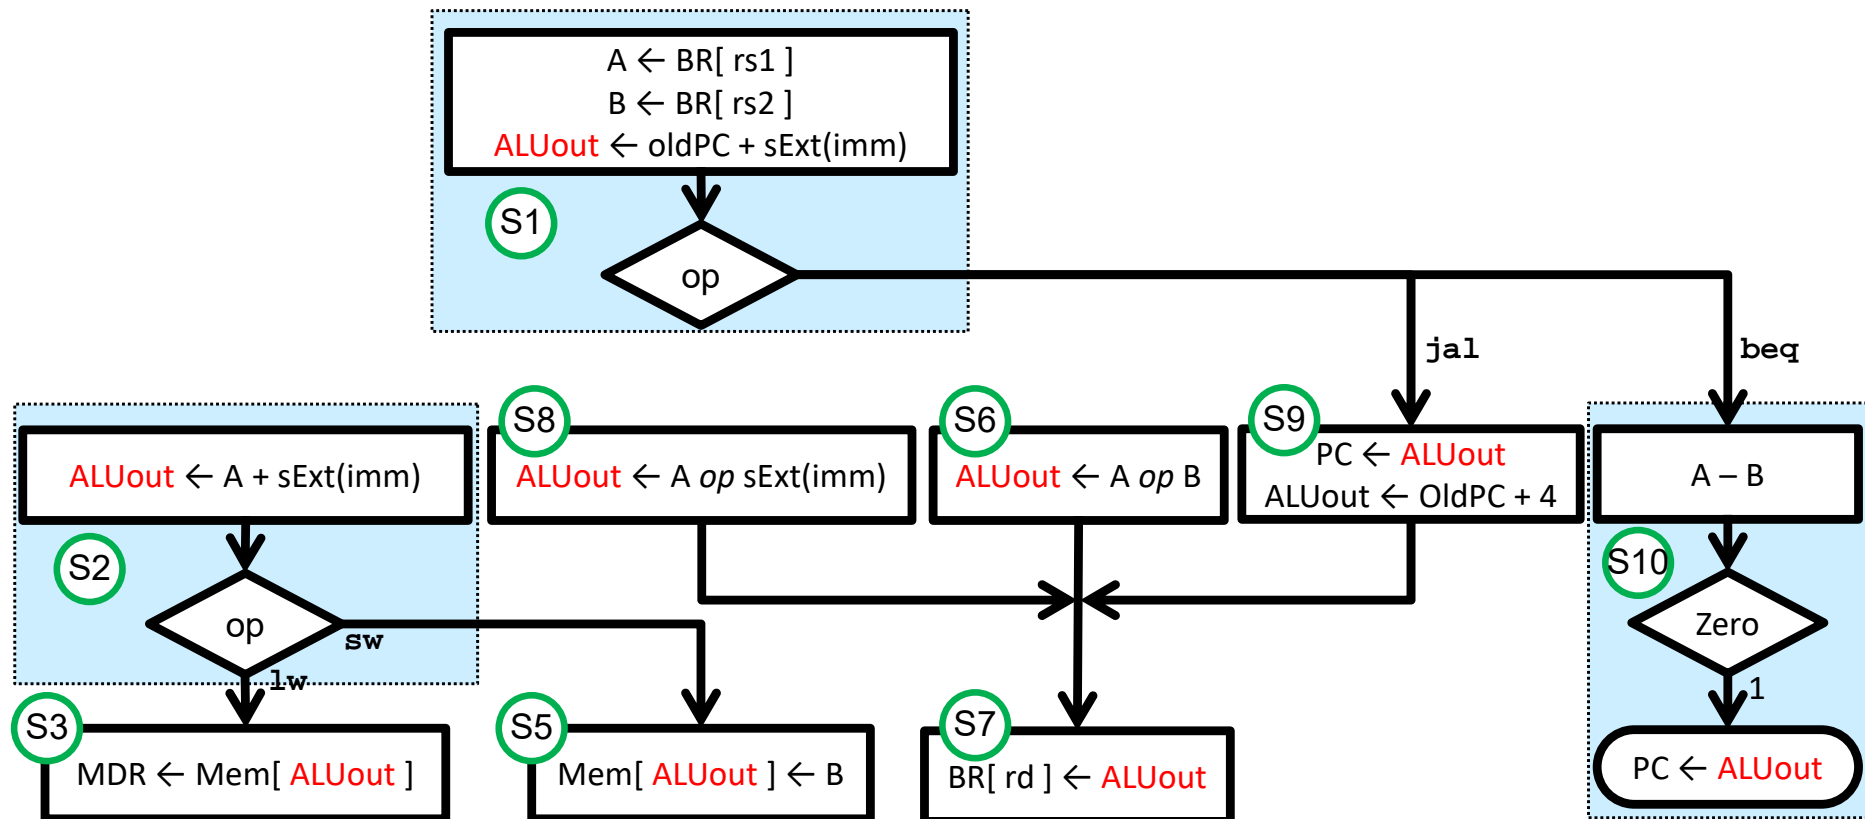 A ← BR[ rs1 ]
B ← BR[ rs2 ]
ALUout ← oldPC + sExt(imm)
S1
op
jal
beq
S8
S6
S9
ALUout ← A + sExt(imm)
ALUout ← A op sExt(imm)
ALUout ← A op B
PC ← ALUout
ALUout ← OldPC + 4
A – B
S2
S10
op
sw
lw
Zero
1
S3
S5
S7
MDR ← Mem[ ALUout ]
Mem[ ALUout ] ← B
BR[ rd ] ← ALUout
PC ← ALUout